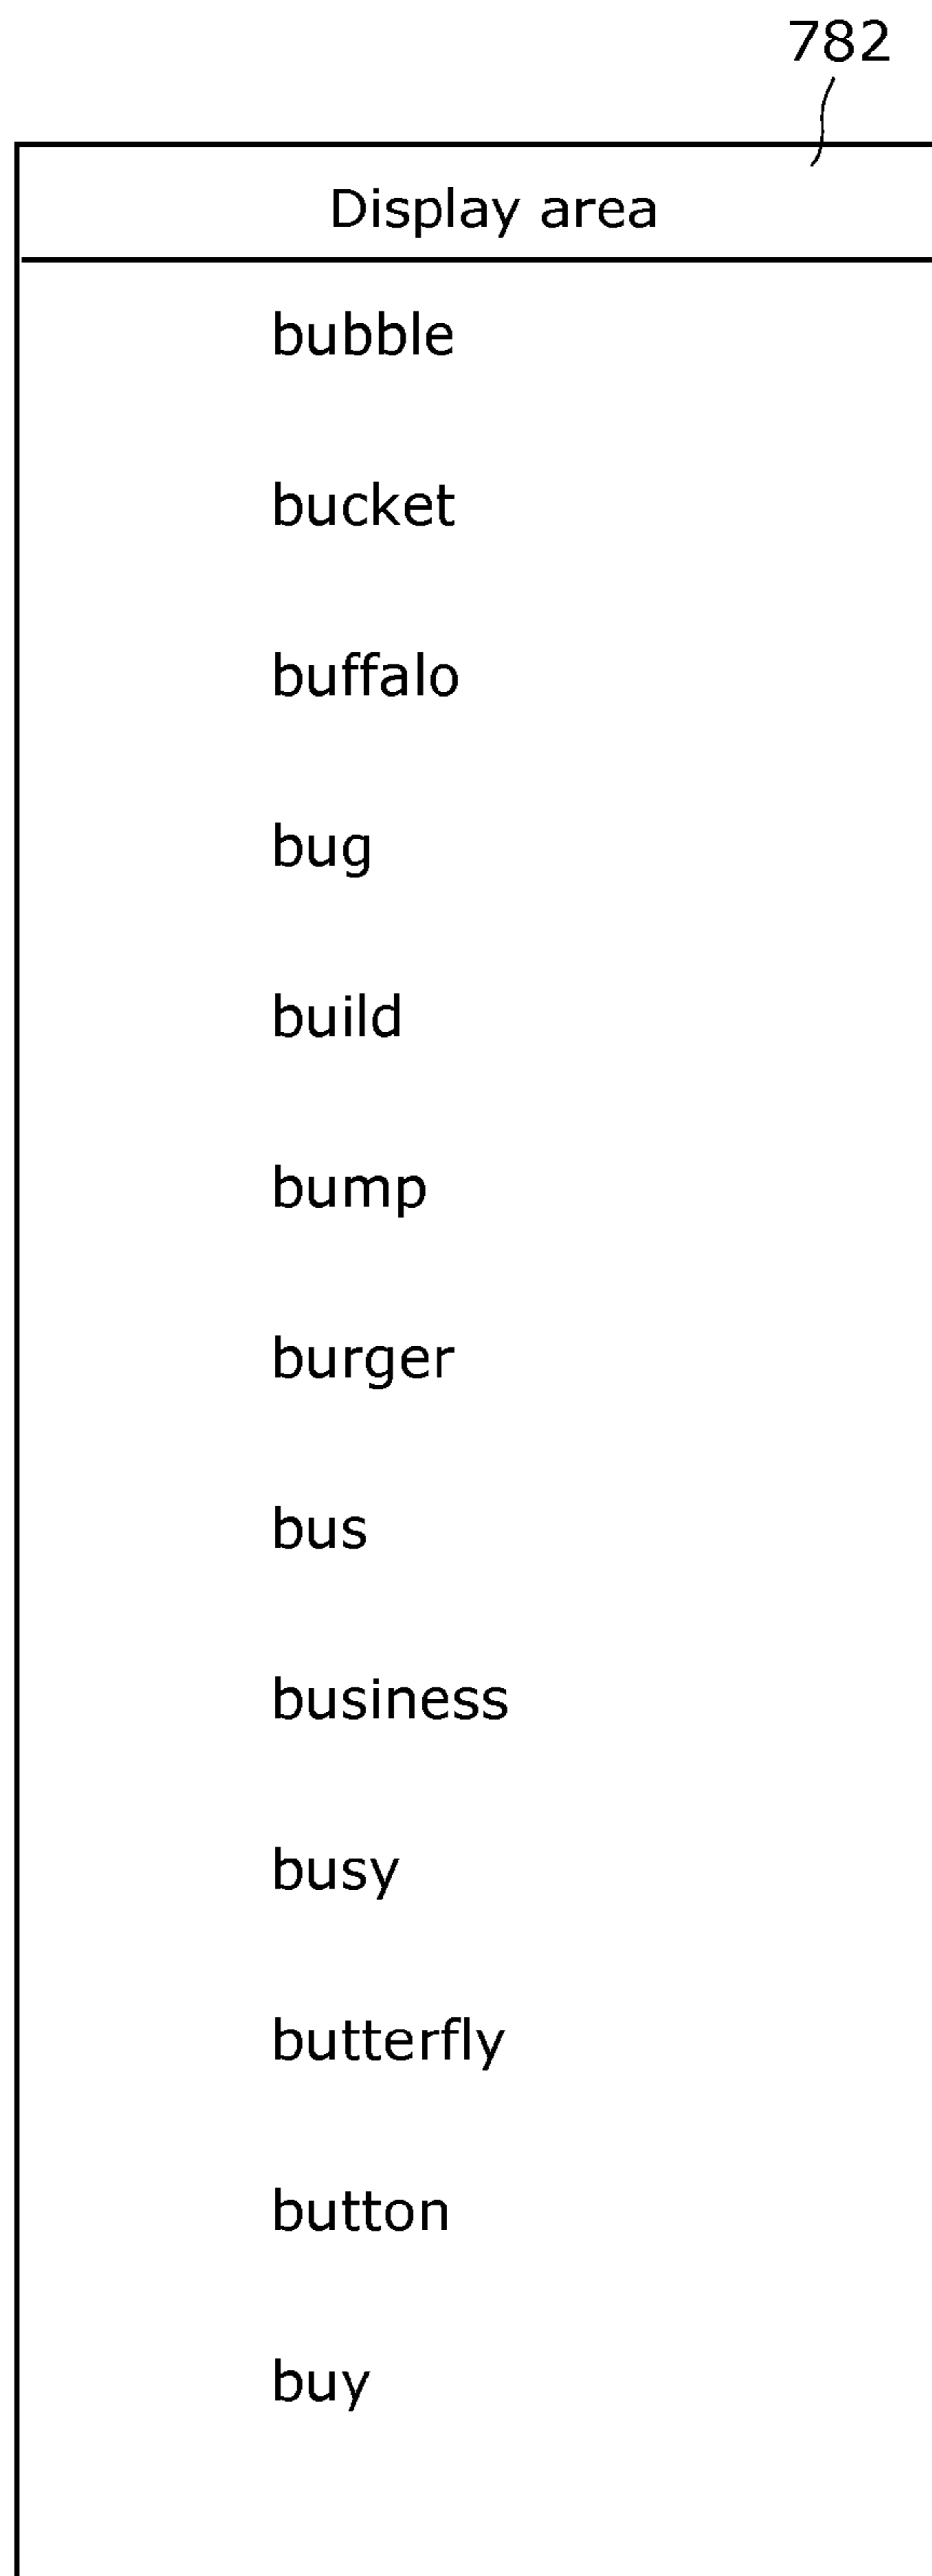 782
Display area
bubble
bucket
buffalo
bug
build
bump
burger
bus
business
busy
butterfly
button
buy